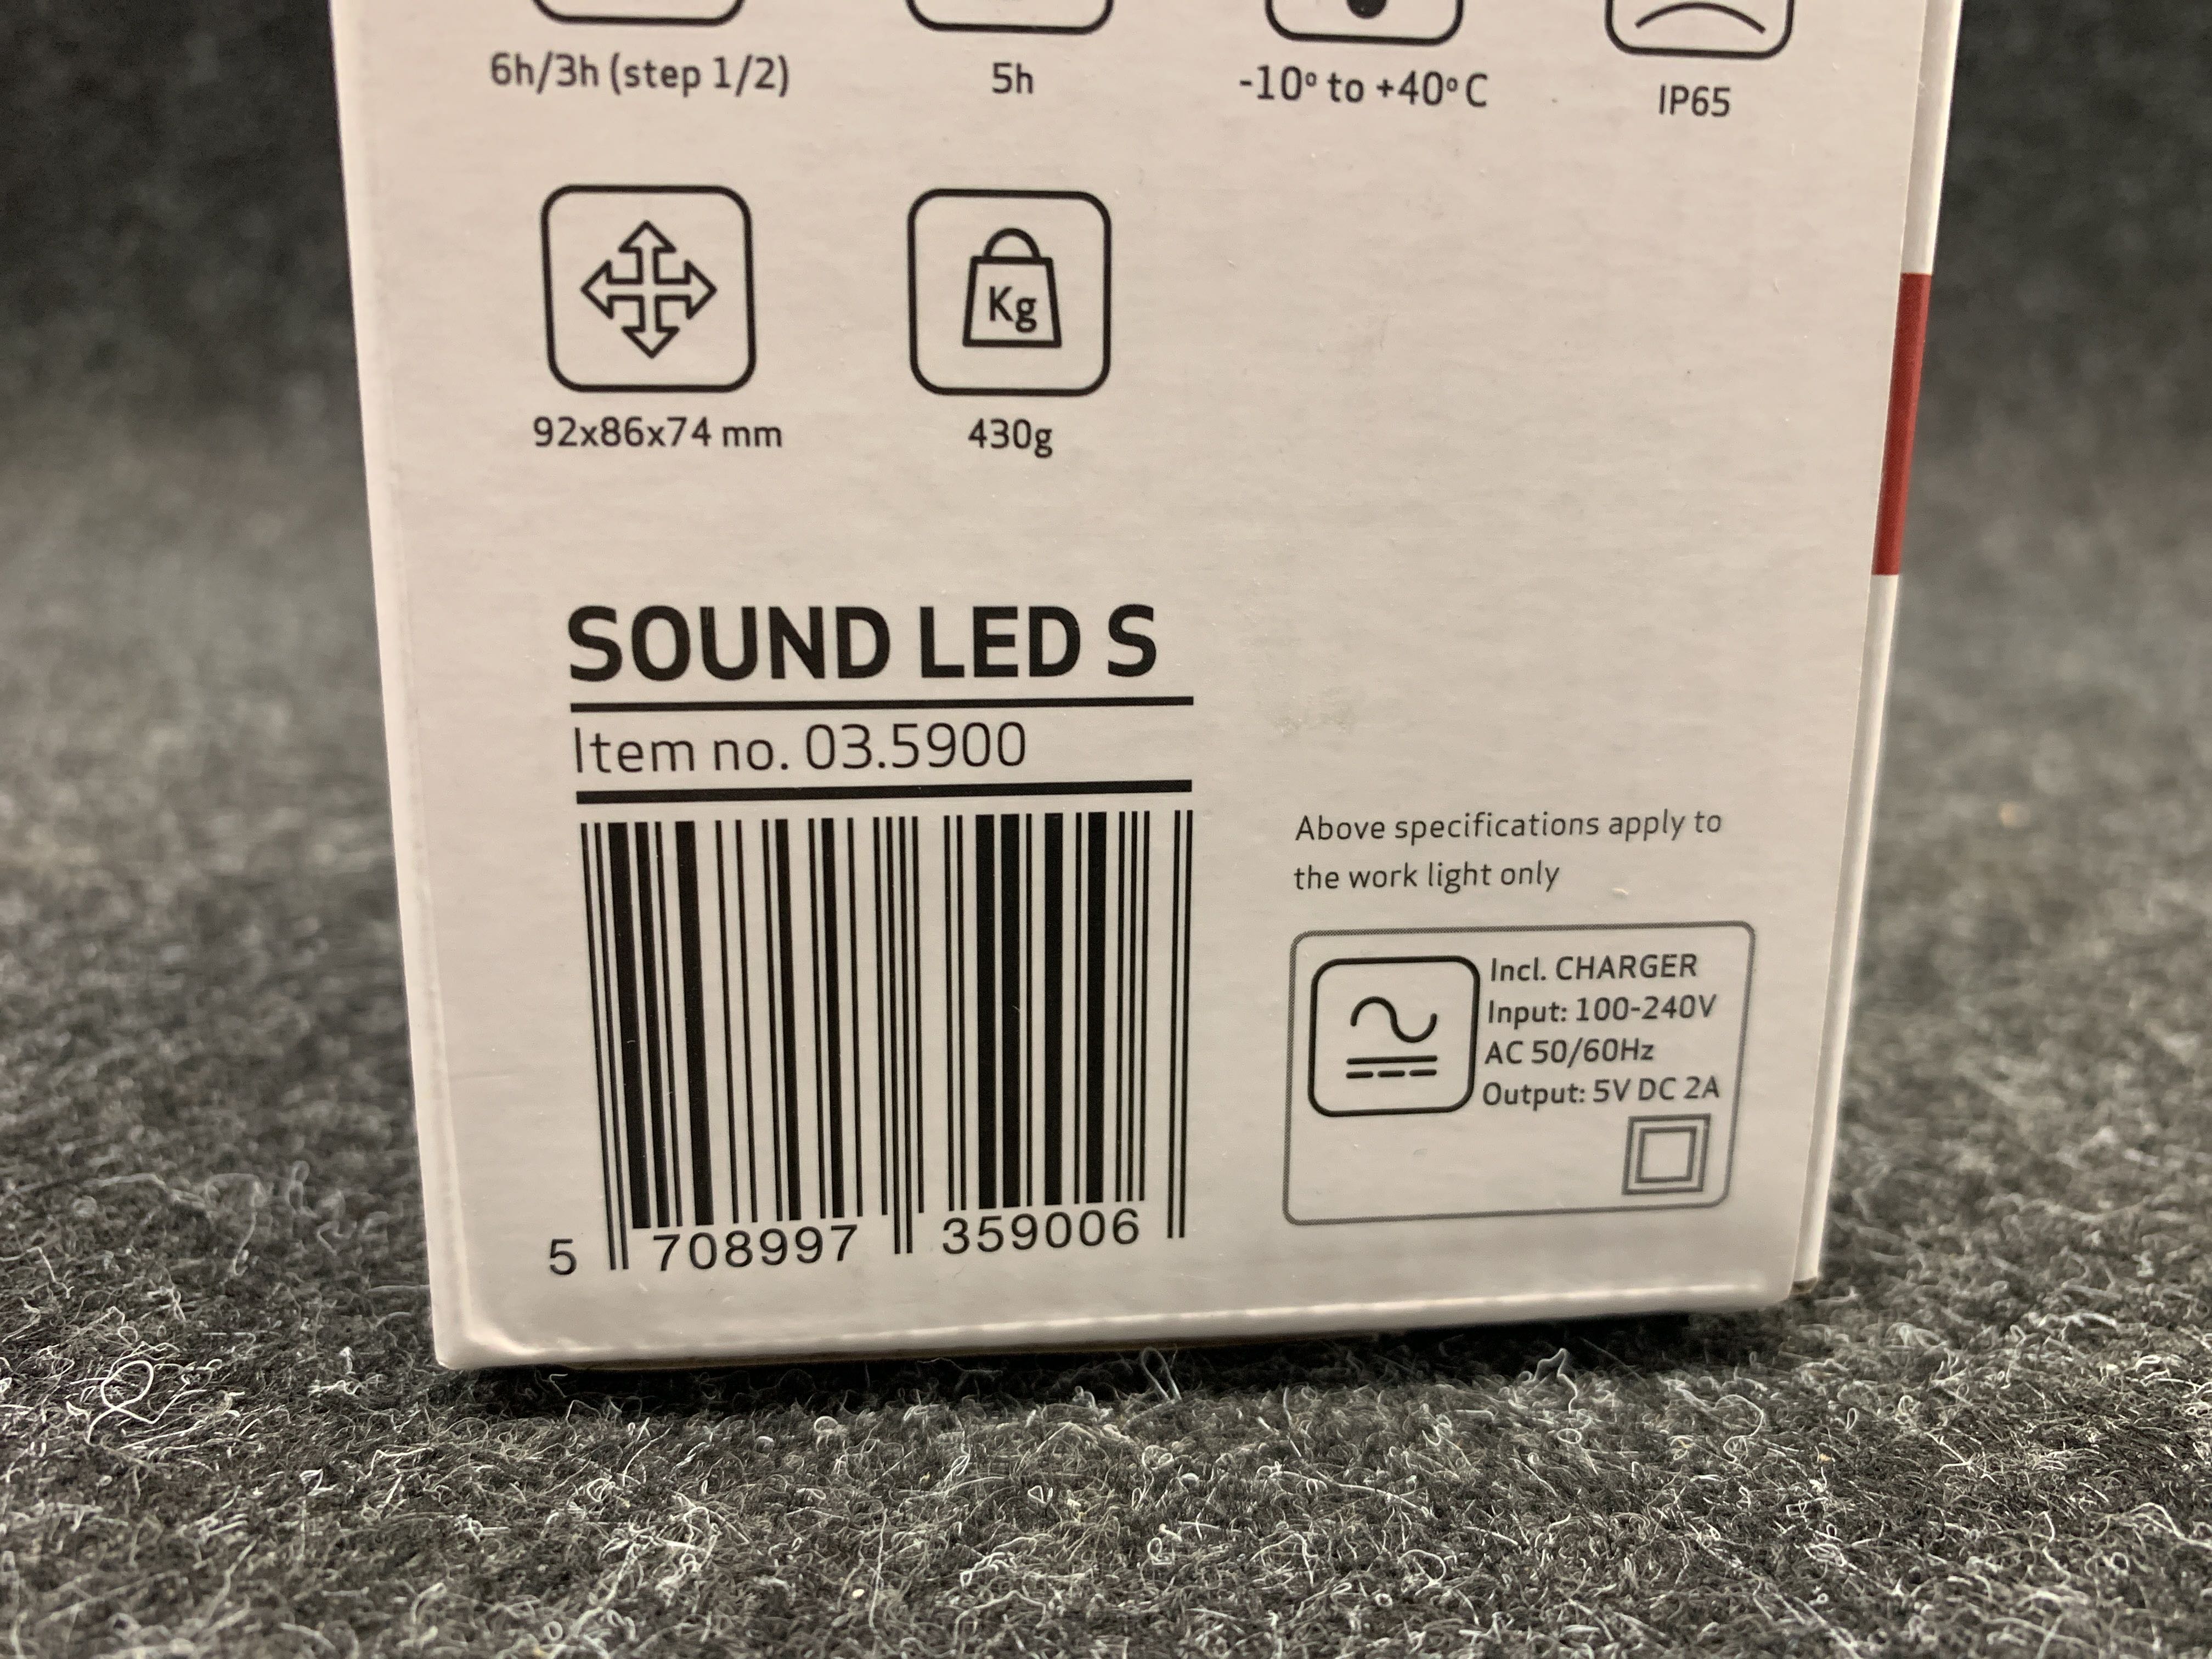 6h/3h (step 1/2)
5h
-10° to +40°C
IP65
Kg
92x86x74 mm
430g
SOUND LED S
Item no. 03.5900
Above specifications apply to
the work light only
Incl. CHARGER
Input: 100-240V
AC 50/60Hz
Output: 5V DC 2A
5 708997 359006